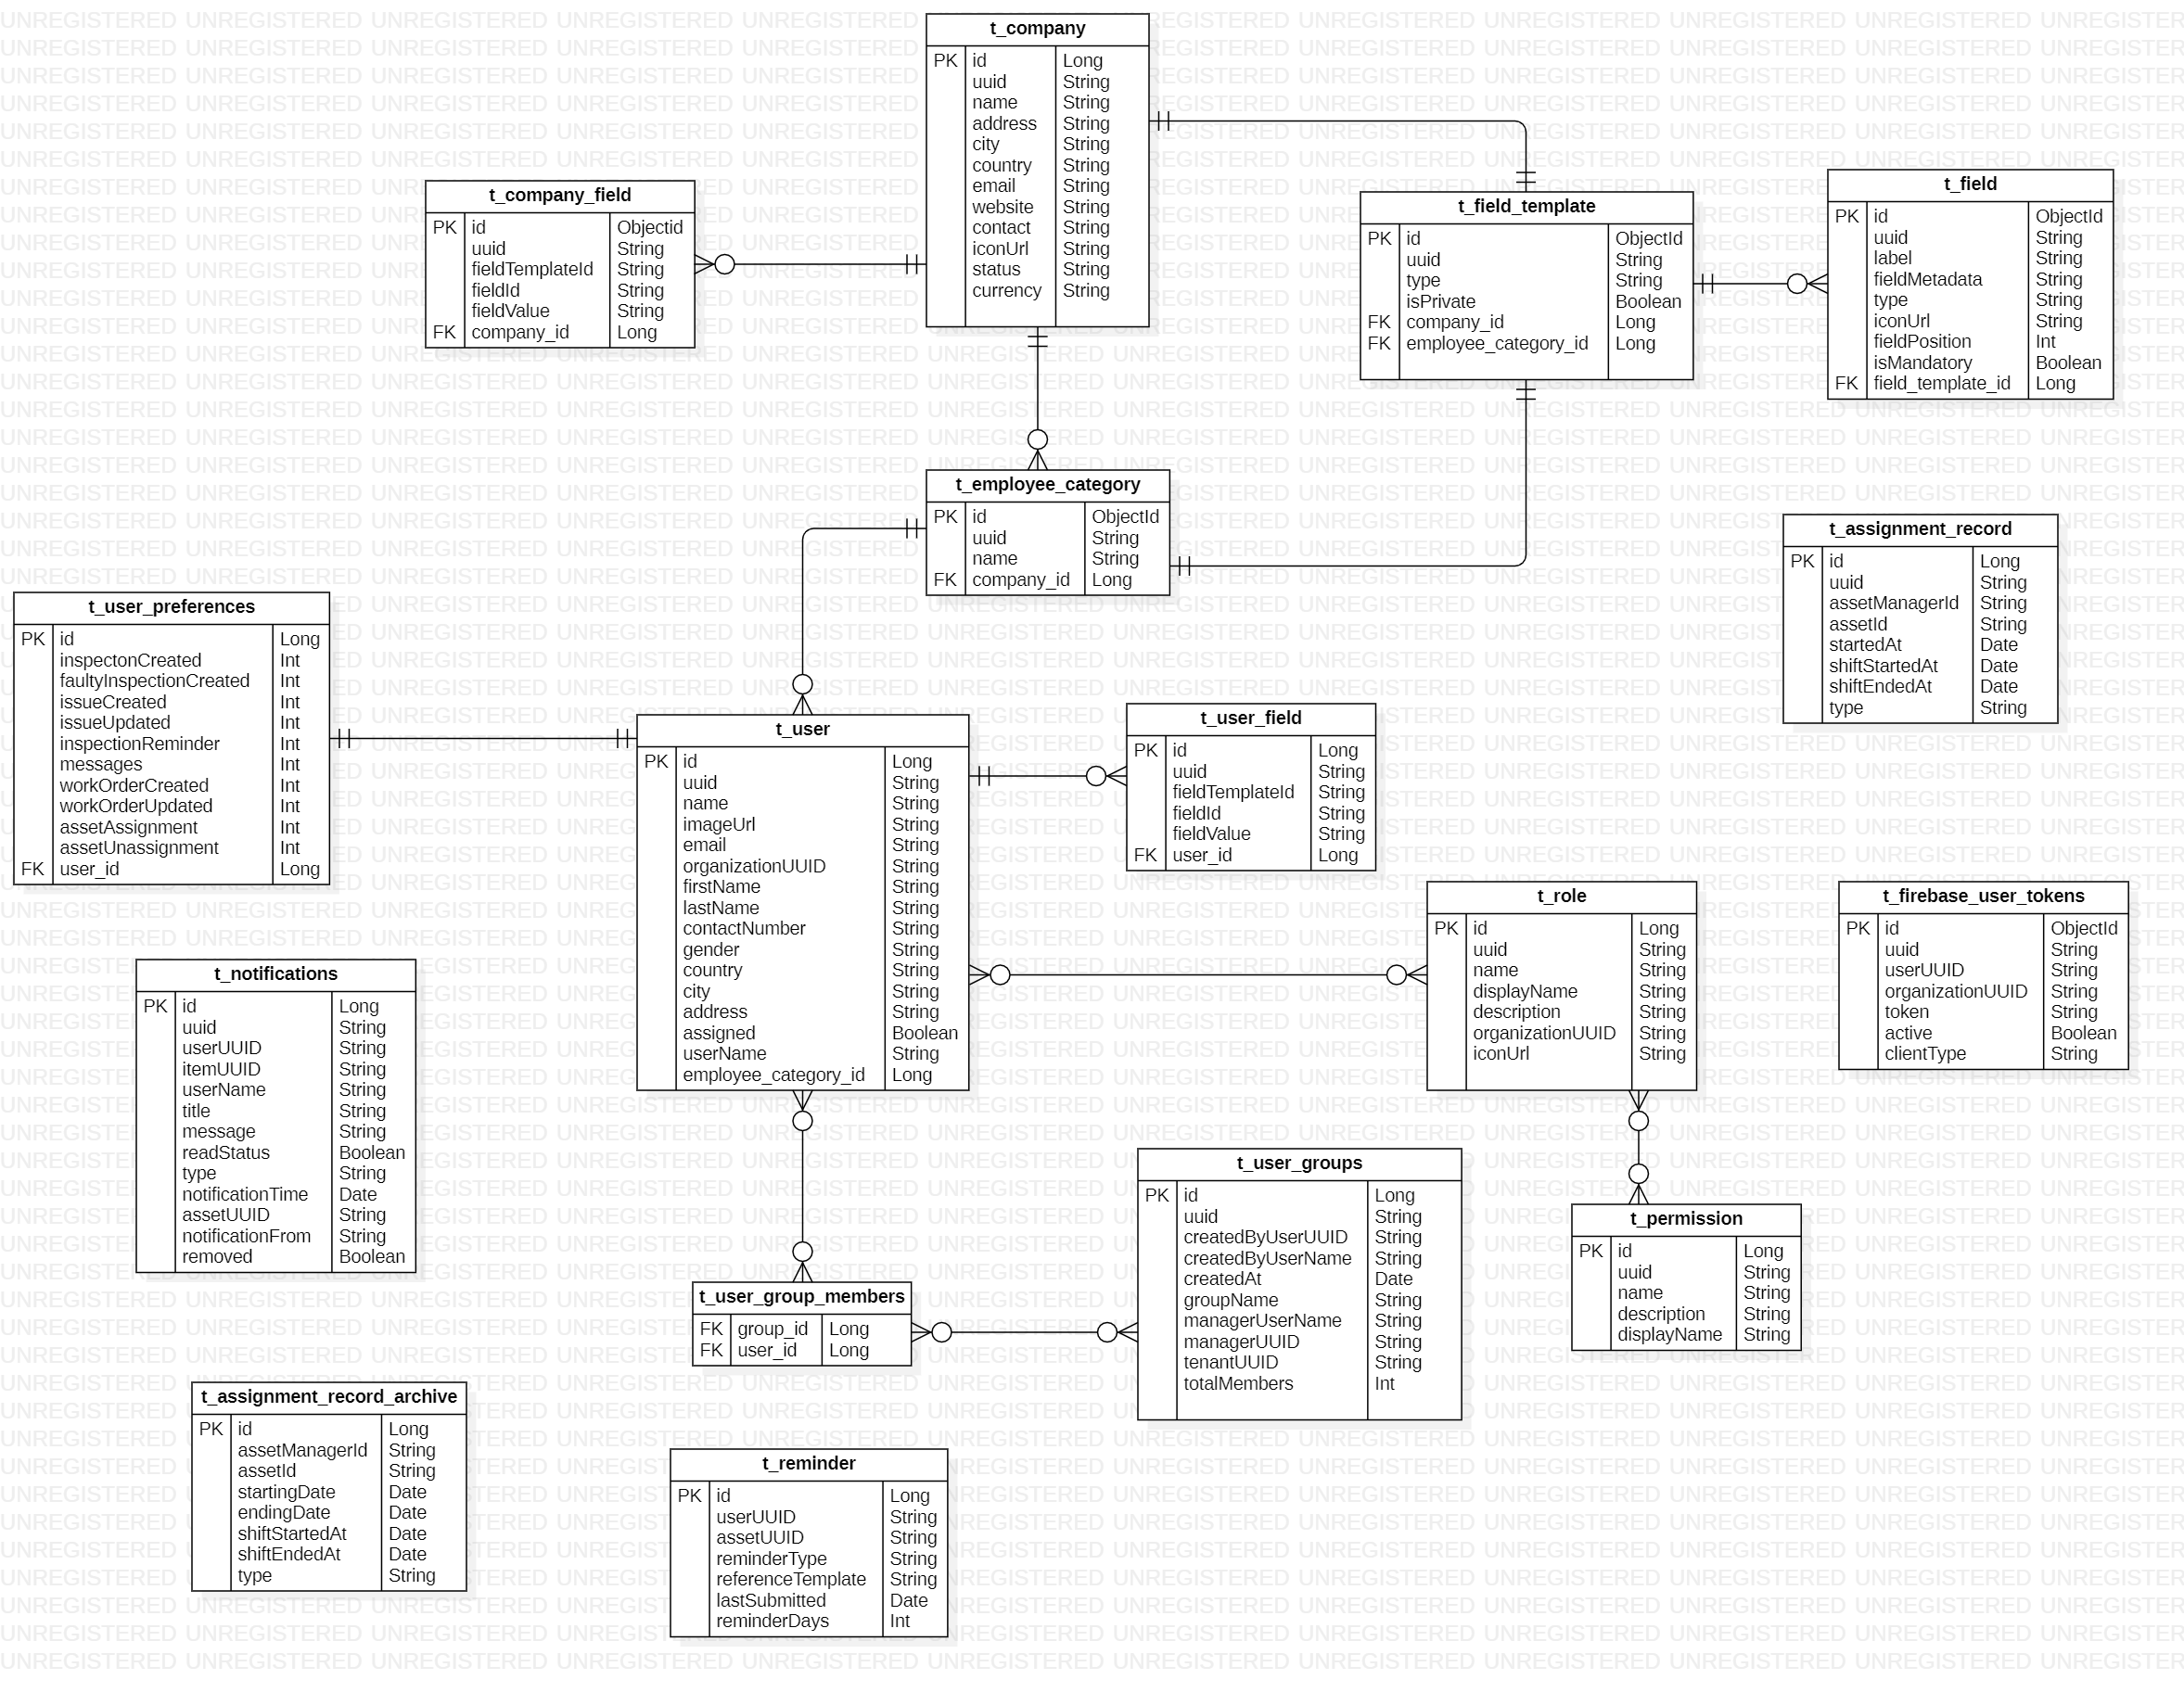 t_company
PK id Long
uuid String
name String
address String
city String
country String
email String
website String
contact String
iconUrl String
status String
currency String
t_company_field
PK id Objectid
uuid String
fieldTemplateId String
fieldId String
fieldValue String
FK company_id Long
t_field_template
PK id ObjectId
uuid String
type String
isPrivate Boolean
FK company_id Long
FK employee_category_id Long
t_field
PK id ObjectId
uuid String
label String
fieldMetadata String
type String
iconUrl String
fieldPosition Int
isMandatory Boolean
FK field_template_id Long
t_employee_category
PK id ObjectId
uuid String
name String
FK company_id Long
t_assignment_record
PK id Long
uuid String
assetManagerId String
assetId String
startedAt Date
shiftStartedAt Date
shiftEndedAt Date
type String
t_user_preferences
PK id Long
inspectonCreated Int
faultyInspectionCreated Int
issueCreated Int
issueUpdated Int
inspectionReminder Int
messages Int
workOrderCreated Int
workOrderUpdated Int
assetAssignment Int
assetUnassignment Int
FK user_id Long
t_user
PK id Long
uuid String
name String
imageUrl String
email String
organizationUUID String
firstName String
lastName String
contactNumber String
gender String
country String
city String
address String
assigned Boolean
userName String
employee_category_id Long
t_user_field
PK id Long
uuid String
fieldTemplateId String
fieldId String
fieldValue String
FK user_id Long
t_role
PK id Long
uuid String
name String
displayName String
description String
organizationUUID String
iconUrl String
t_firebase_user_tokens
PK id ObjectId
uuid String
userUUID String
organizationUUID String
token String
active Boolean
clientType String
t_notifications
PK id Long
uuid String
userUUID String
itemUUID String
userName String
title String
message String
readStatus Boolean
type String
notificationTime Date
assetUUID String
notificationFrom String
removed Boolean
t_user_groups
PK id Long
uuid String
createdByUserUUID String
createdByUserName String
createdAt Date
groupName String
managerUserName String
managerUUID String
tenantUUID String
totalMembers Int
t_permission
PK id Long
uuid String
name String
description String
displayName String
t_user_group_members
FK group_id Long
FK user_id Long
t_assignment_record_archive
PK id Long
assetManagerId String
assetId String
startingDate Date
endingDate Date
shiftStartedAt Date
shiftEndedAt Date
type String
t_reminder
PK id Long
userUUID String
assetUUID String
reminderType String
referenceTemplate String
lastSubmitted Date
reminderDays Int
UNREGISTERED